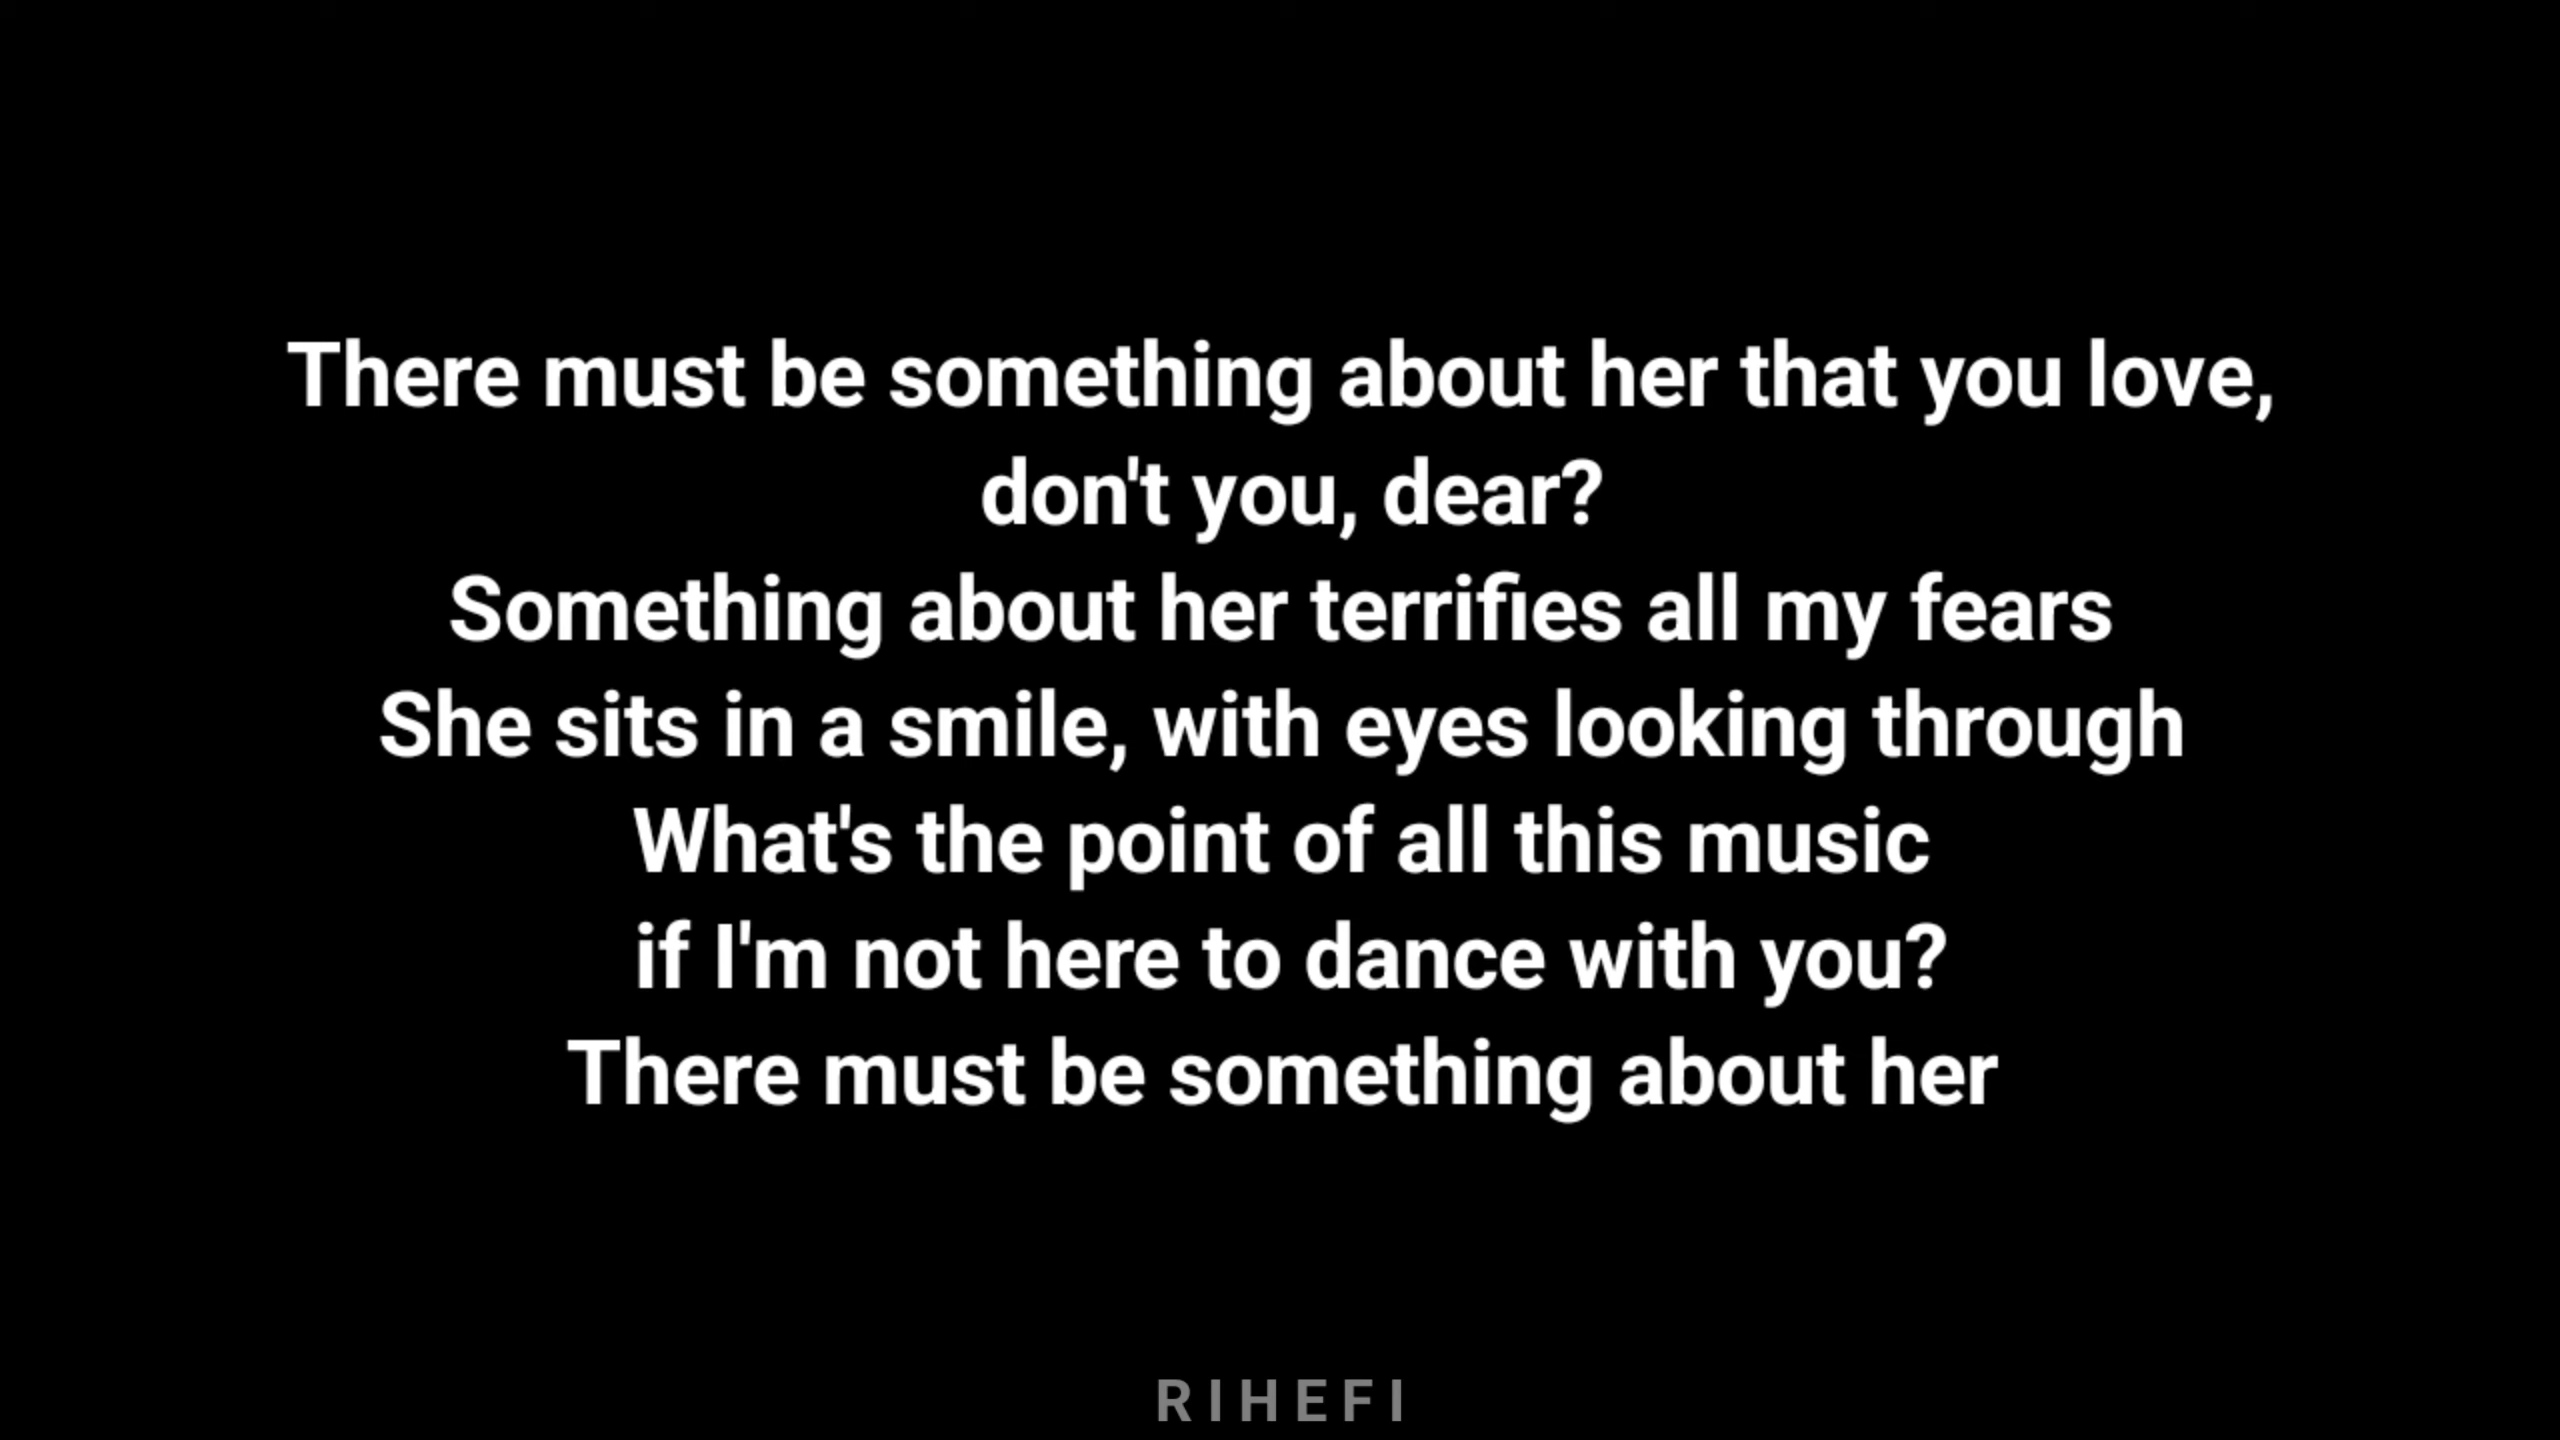 There must be something about her that you love,
don't you, dear?
Something about her terrifies all my fears
She sits in a smile, with eyes looking through
What's the point of all this music
if I'm not here to dance with you?
There must be something about her
RIHEFI